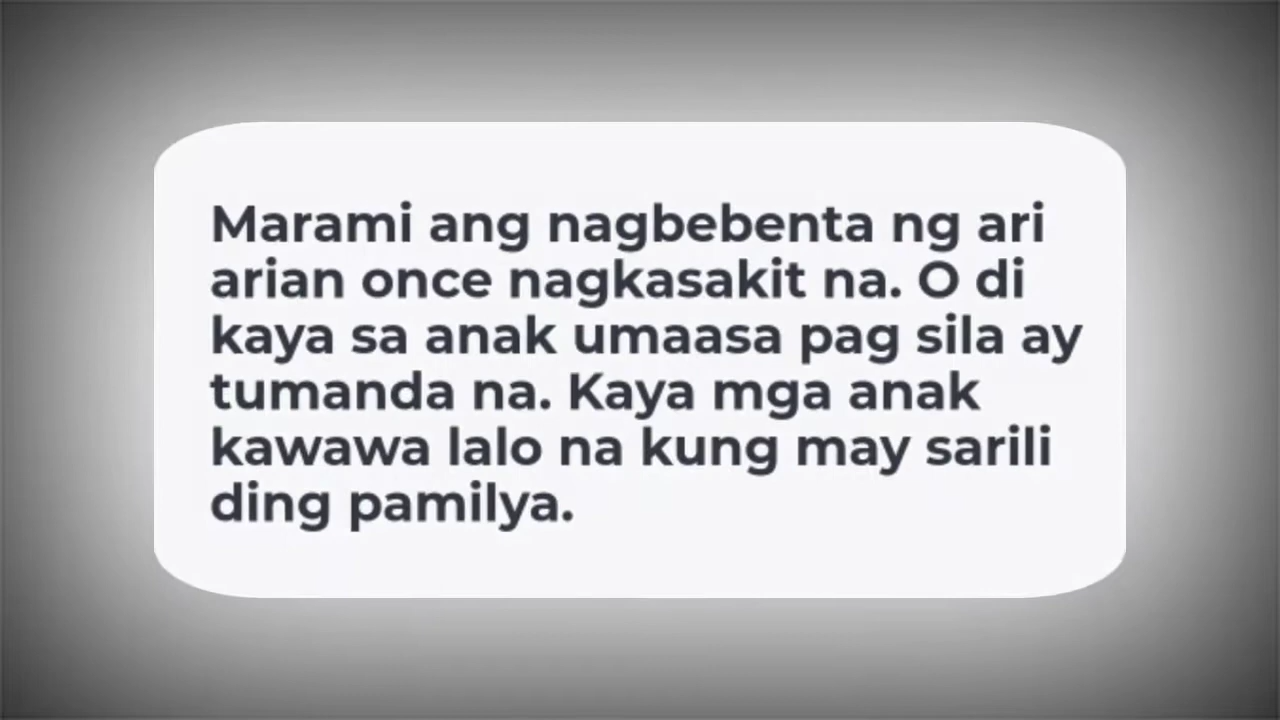 Marami ang nagbebenta ng ari
arian once nagkasakit na. O di
kaya sa anak umaasa pag sila ay
tumanda na. Kaya mga anak
kawawa lalo na kung may sarili
ding pamilya.